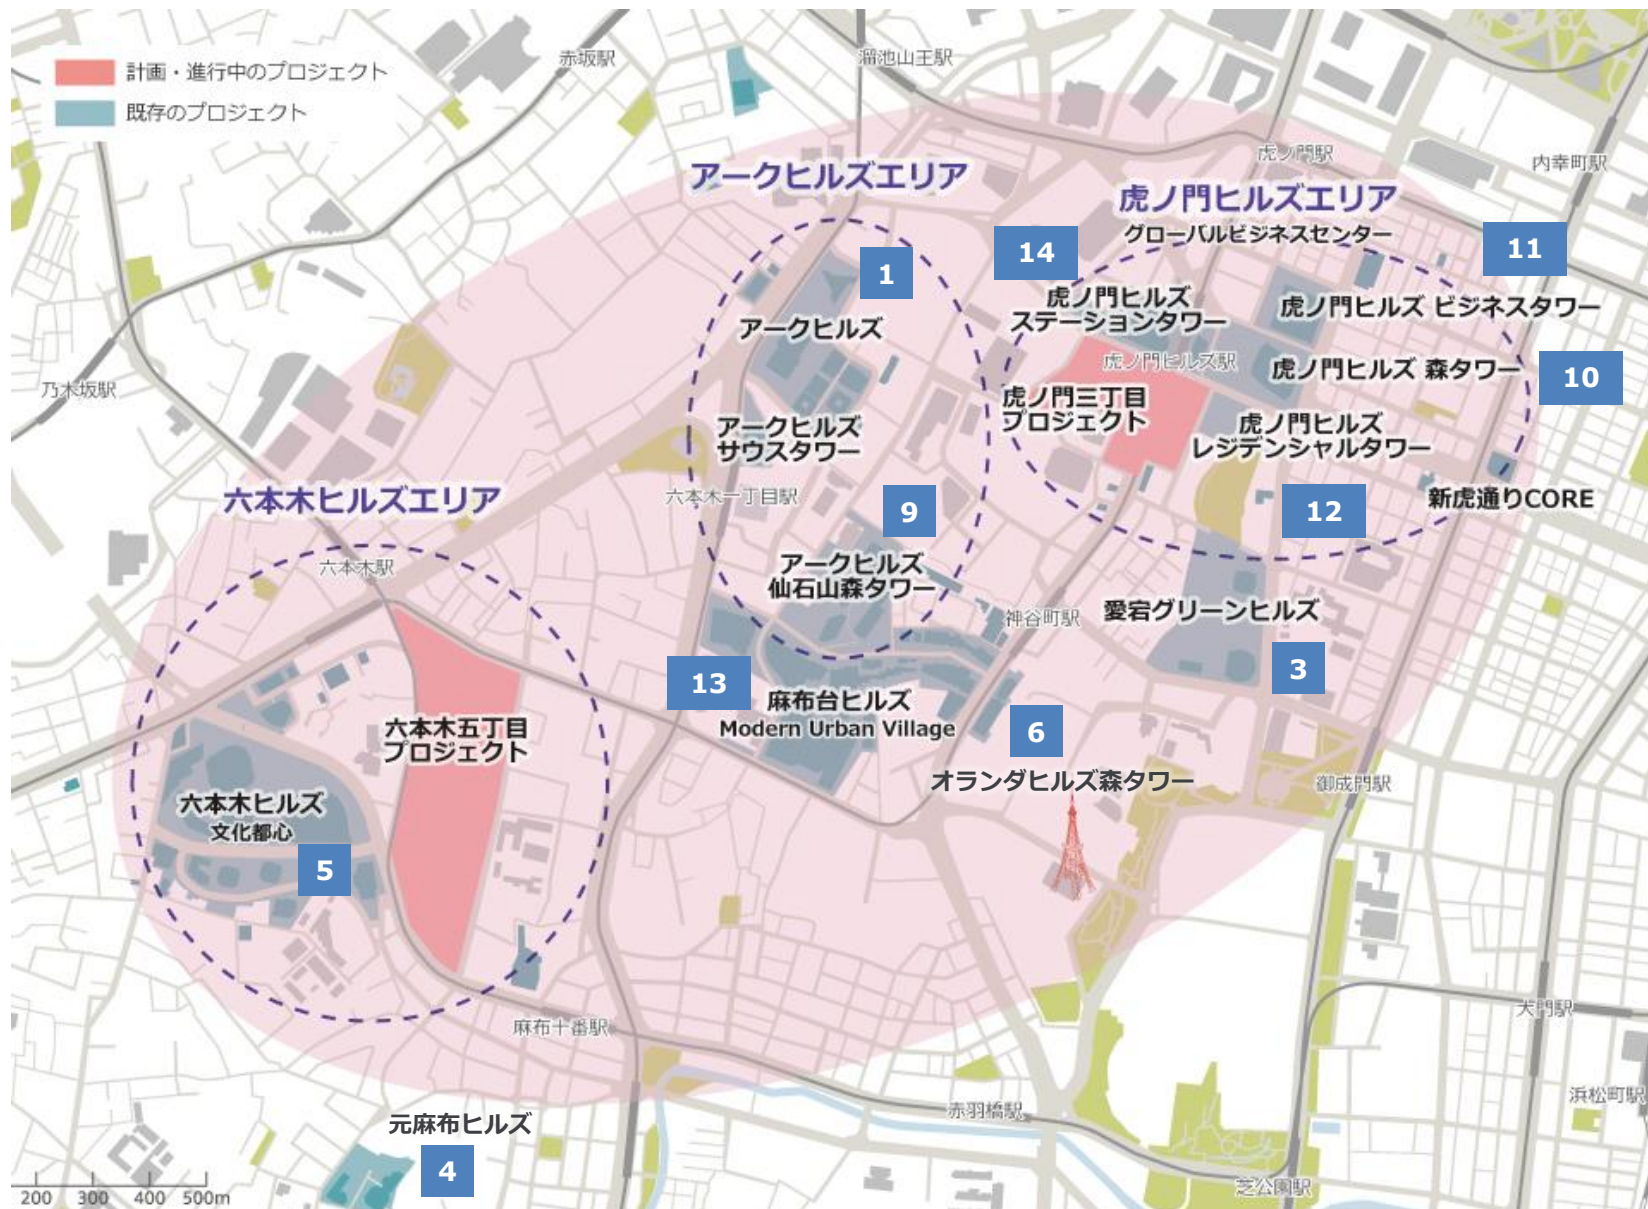 計画・進行中のプロジェクト
既存のプロジェクト
赤坂駅
溜池山王駅
虎ノ門駅
内幸町駅
アークヒルズエリア
虎ノ門ヒルズエリア
グローバルビジネスセンター
1
14
11
虎ノ門ヒルズ
ステーションタワー
虎ノ門ヒルズ ビジネスタワー
アークヒルズ
虎ノ門ヒルズ駅
虎ノ門ヒルズ 森タワー
10
乃木坂駅
虎ノ門三丁目
プロジェクト
アークヒルズ
サウスタワー
虎ノ門ヒルズ
レジデンシャルタワー
六本木ヒルズエリア
六本木一丁目駅
9
12
新虎通りCORE
六本木駅
アークヒルズ
仙石山森タワー
神谷町駅
愛宕グリーンヒルズ
13
3
麻布台ヒルズ
Modern Urban Village
6
六本木五丁目
プロジェクト
オランダヒルズ森タワー
御成門駅
六本木ヒルズ
文化都心
5
麻布十番駅
大門駅
浜松町駅
赤羽橋駅
元麻布ヒルズ
4
芝公園駅
200 300 400 500m